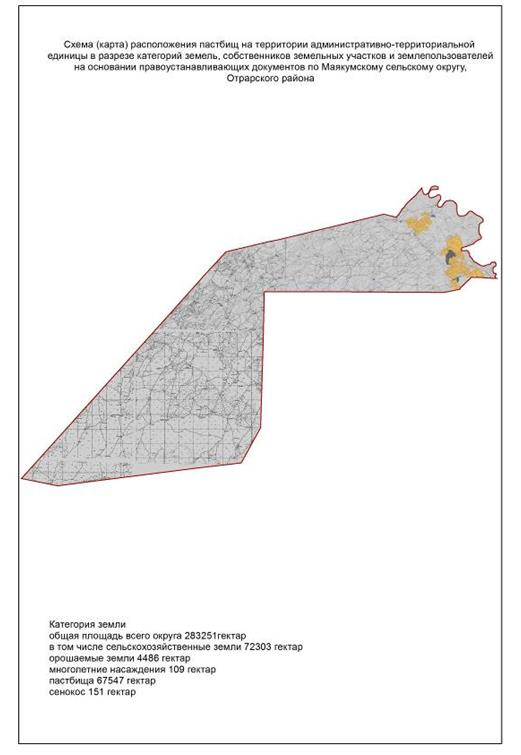 Схема (карта) расположения пастбищ на территории административно-территориальной
единицы в разрезе категорий земель, собственников земельных участков и землепользователей
на основании правоустанавливающих документов по Маякумскому сельскому округу,
Отрарского района
Категория земли
общая площадь всего округа 283251гектар
в том числе сельскохозяйственные земли 72303 гектар
орошаемые земли 4486 гектар
многолетние насаждения 109 гектар
пастбища 67547 гектар
сенокос 151 гектар